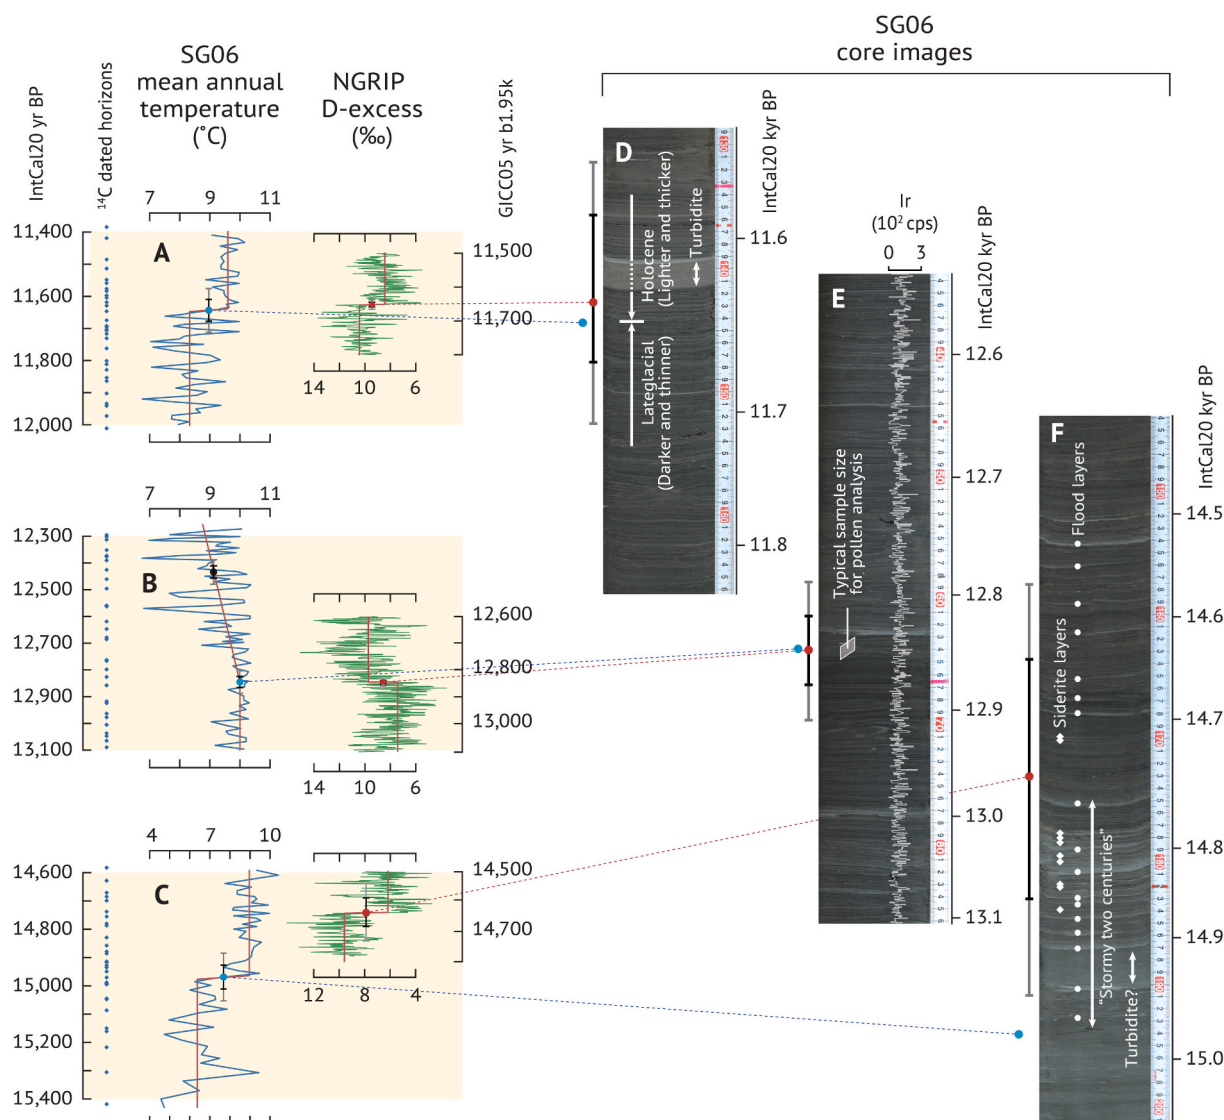 SG06
core images
SG06
mean annual
temperature
(˚C)
NGRIP
D-excess
(‰)
IntCal20 yr BP
14C dated horizons
GICC05 yr b1.95k
7 9 11
11,400
11,600
11,800
12,000
A
11,500
11,700
14 10 6
7 9 11
12,300
12,500
12,700
12,900
13,100
B
12,600
12,800
13,000
14 10 6
4 7 10
14,600
14,800
15,000
15,200
15,400
C
14,500
14,700
12 8 4
D
Holocene
(Lighter and thicker)
Turbidite
Lateglacial
(Darker and thinner)
IntCal20 kyr BP
11.6
11.7
11.8
Ir
(10² cps)
0 3
E
Typical sample size
for pollen analysis
IntCal20 kyr BP
12.6
12.7
12.8
12.9
13.0
13.1
F
Flood layers
Siderite layers
"Stormy two centuries"
Turbidite?
IntCal20 kyr BP
14.5
14.6
14.7
14.8
14.9
15.0